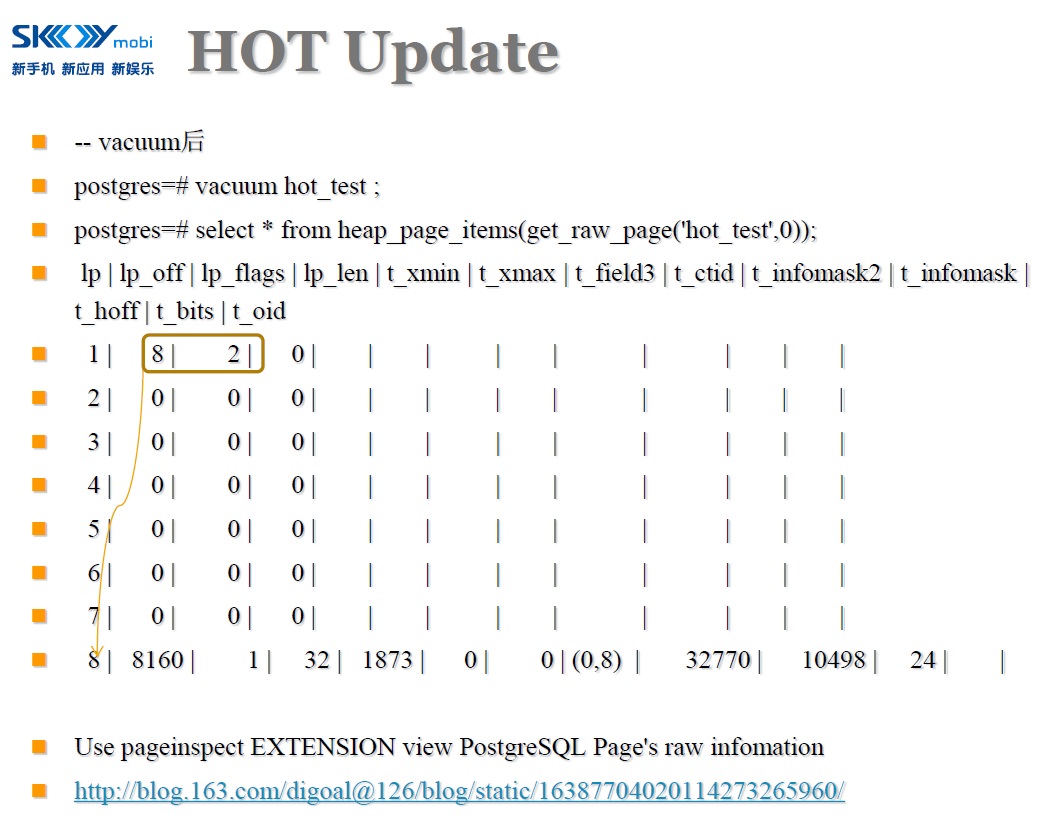 SKYmobi
新手机 新应用 新娱乐
HOT Update
-- vacuum后
postgres=# vacuum hot_test ;
postgres=# select * from heap_page_items(get_raw_page('hot_test',0));
lp | lp_off | lp_flags | lp_len | t_xmin | t_xmax | t_field3 | t_ctid | t_infomask2 | t_infomask |
t_hoff | t_bits | t_oid
1 | 8 | 2 | 0 | | | | | | | | |
2 | 0 | 0 | 0 | | | | | | | | |
3 | 0 | 0 | 0 | | | | | | | | |
4 | 0 | 0 | 0 | | | | | | | | |
5 | 0 | 0 | 0 | | | | | | | | |
6 | 0 | 0 | 0 | | | | | | | | |
7 | 0 | 0 | 0 | | | | | | | | |
8 | 8160 | 1 | 32 | 1873 | 0 | 0 | (0,8) | 32770 | 10498 | 24 | |
Use pageinspect EXTENSION view PostgreSQL Page's raw infomation
http://blog.163.com/digoal@126/blog/static/16387704020114273265960/